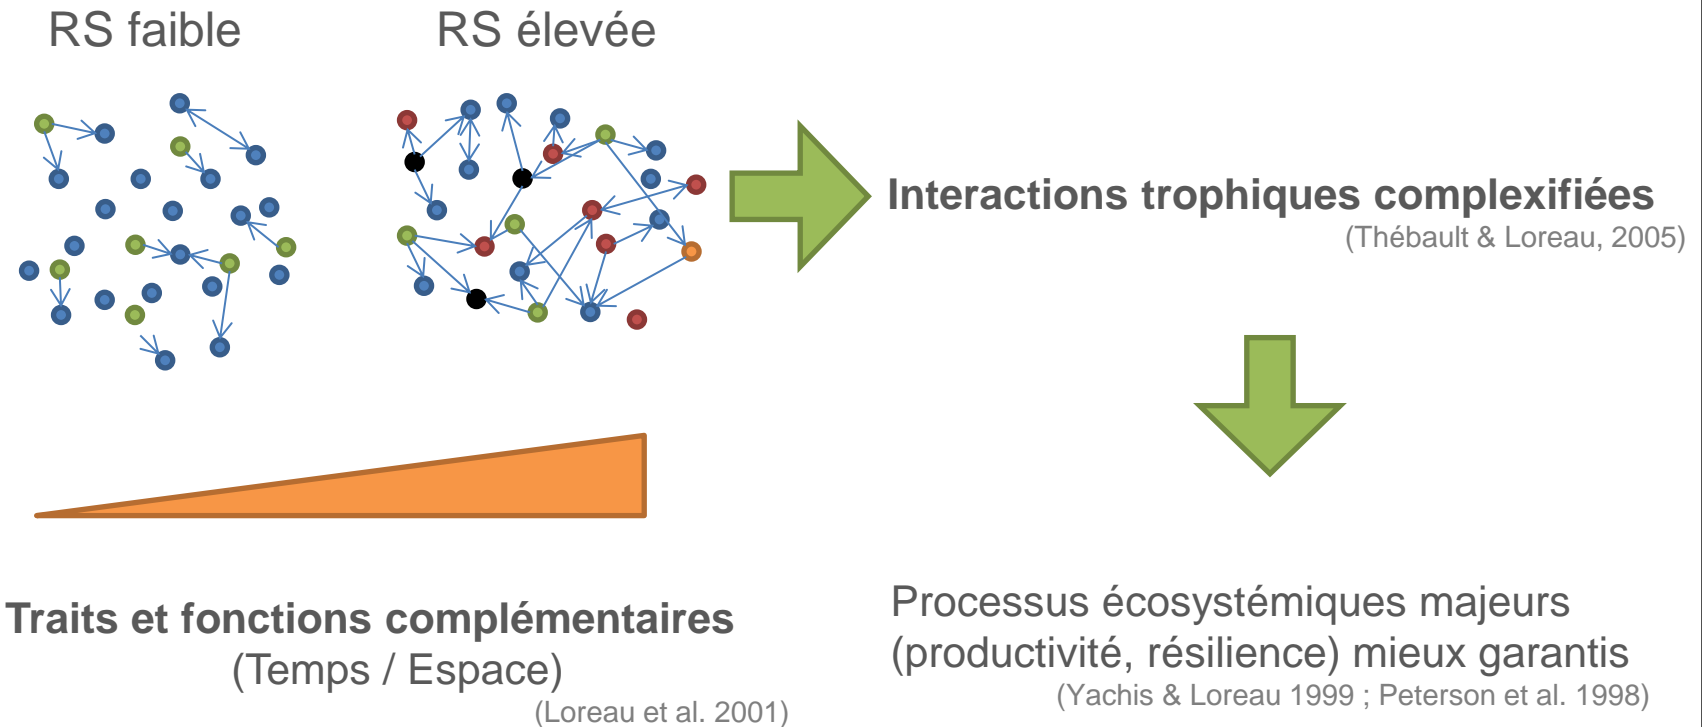 RS faible
RS élevée
Interactions trophiques complexifiées
(Thébault & Loreau, 2005)
Traits et fonctions complémentaires
(Temps / Espace)
(Loreau et al. 2001)
Processus écosystémiques majeurs
(productivité, résilience) mieux garantis
(Yachis & Loreau 1999 ; Peterson et al. 1998)